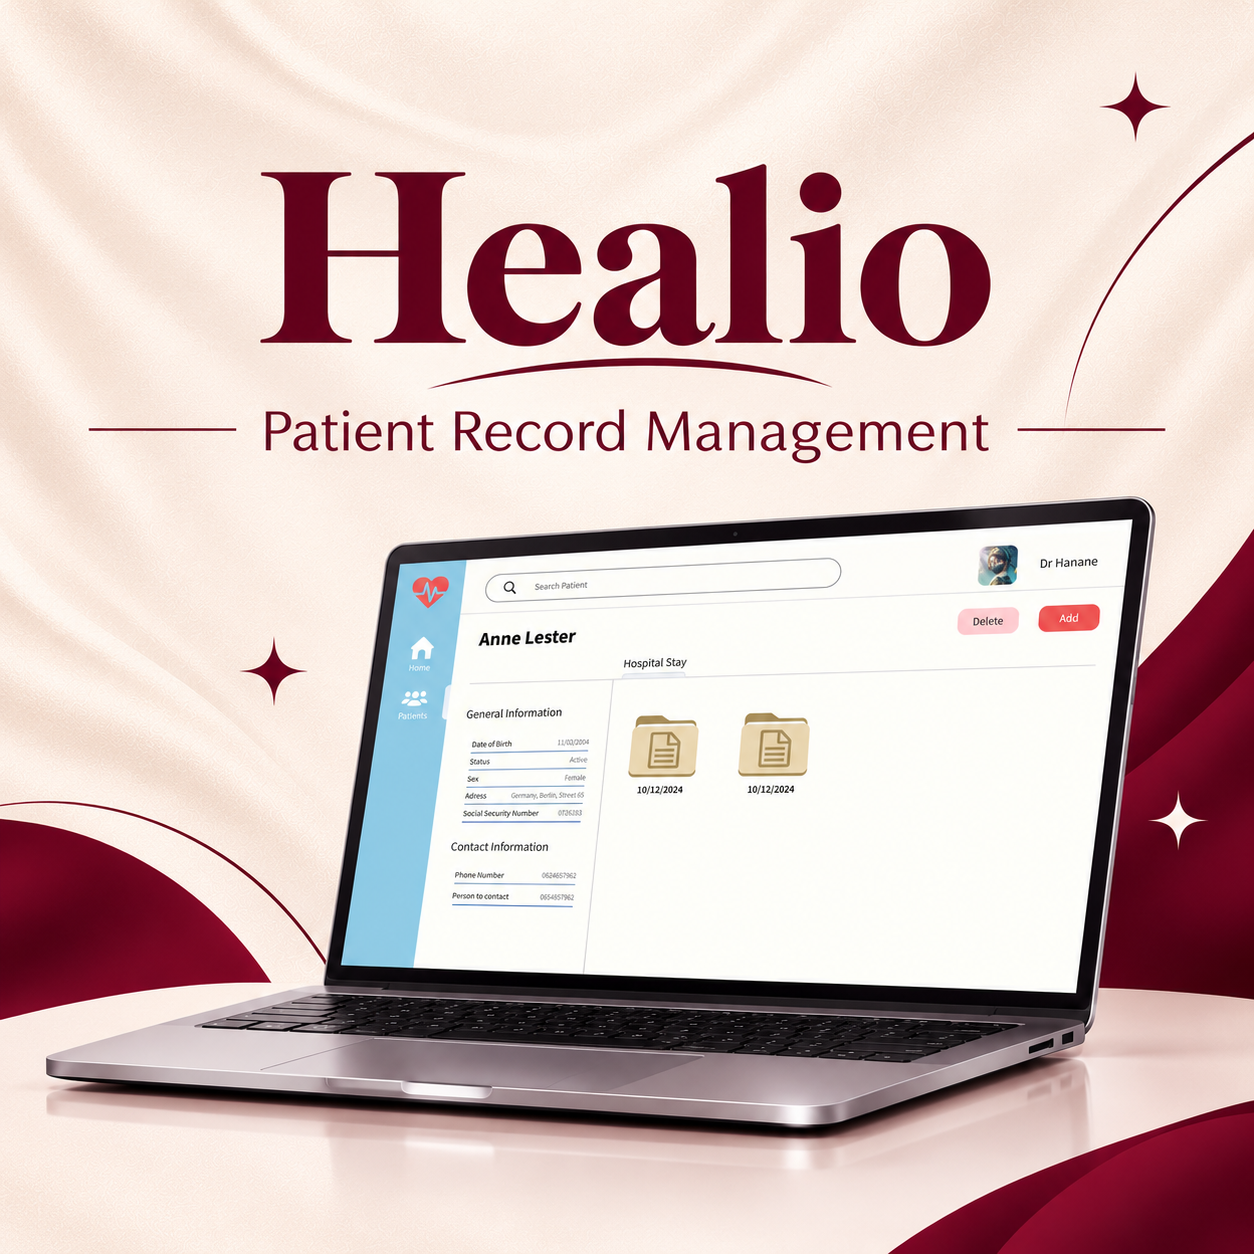 Healio
Patient Record Management
Search Patient
Dr Hanane
Anne Lester
Delete
Add
Hospital Stay
Home
Patients
General Information
Date of Birth 11/03/2004
Status Active
Sex Female
Adress Germany, Berlin, Street 65
Social Security Number
Contact Information
Phone Number 0624657962
Person to contact 0654857962
10/12/2024
10/12/2024